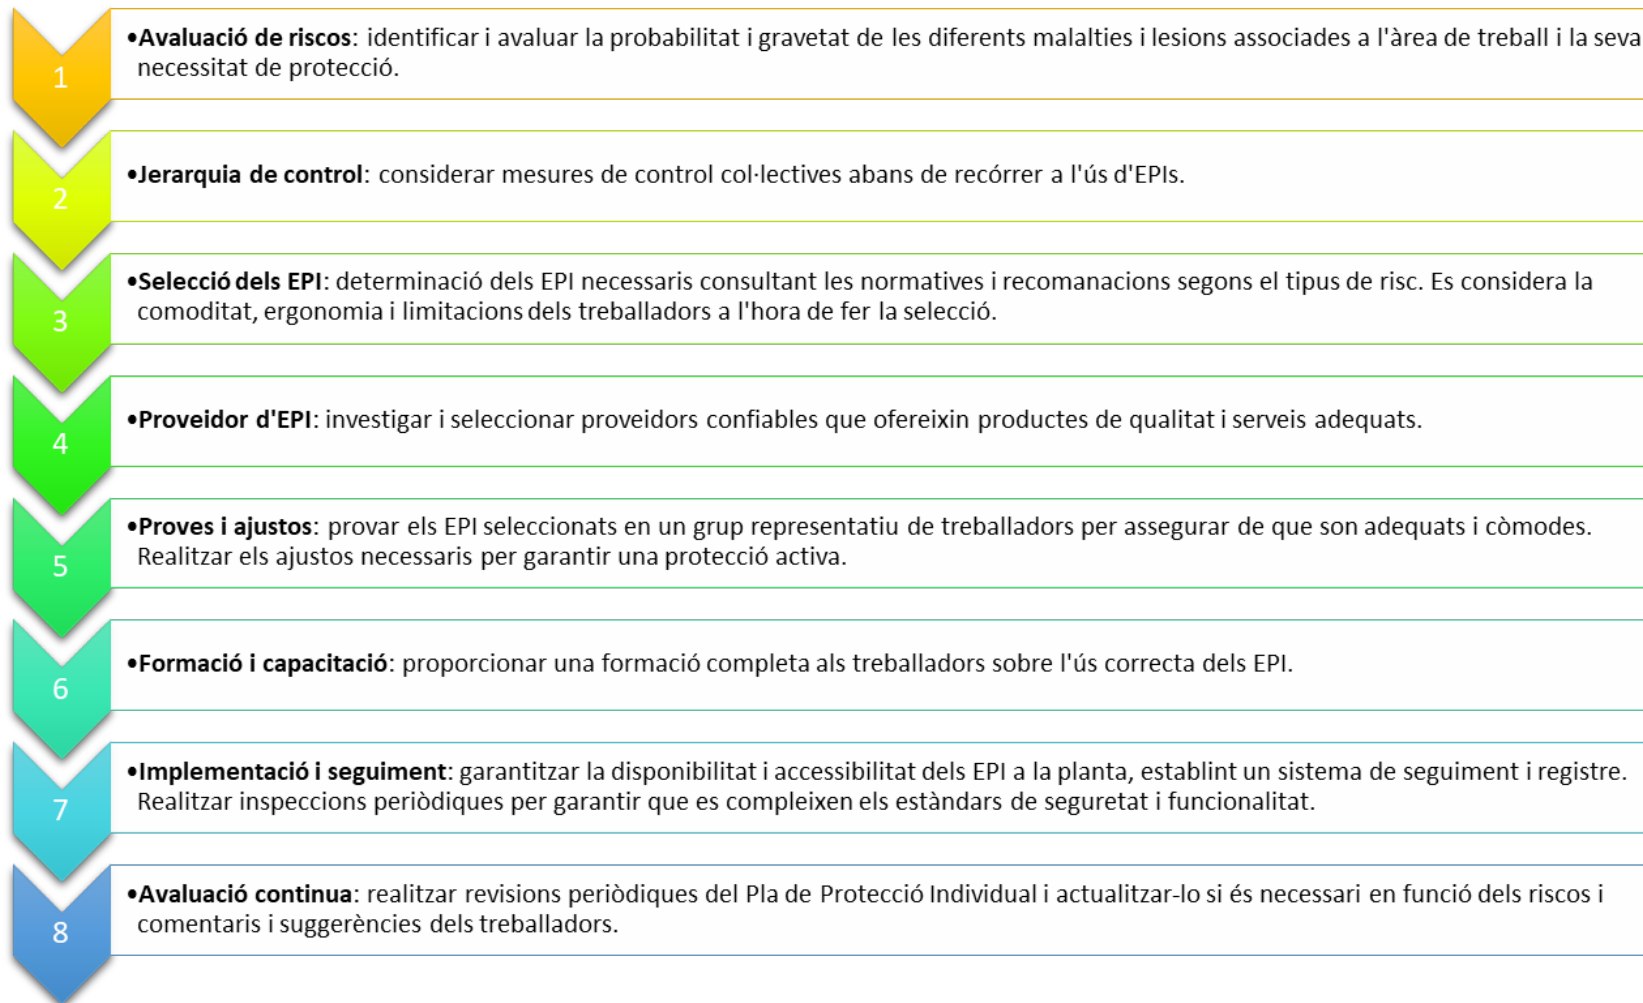 1
•Avaluació de riscos: identificar i avaluar la probabilitat i gravetat de les diferents malalties i lesions associades a l'àrea de treball i la seva
necessitat de protecció.
2
•Jerarquia de control: considerar mesures de control col·lectives abans de recórrer a l'ús d'EPIs.
3
•Selecció dels EPI: determinació dels EPI necessaris consultant les normatives i recomanacions segons el tipus de risc. Es considera la
comoditat, ergonomia i limitacions dels treballadors a l'hora de fer la selecció.
4
•Proveidor d'EPI: investigar i seleccionar proveidors confiables que ofereixin productes de qualitat i serveis adequats.
5
•Proves i ajustos: provar els EPI seleccionats en un grup representatiu de treballadors per assegurar de que son adequats i còmodes.
Realitzar els ajustos necessaris per garantir una protecció activa.
6
•Formació i capacitació: proporcionar una formació completa als treballadors sobre l'ús correcta dels EPI.
7
•Implementació i seguiment: garantitzar la disponibilitat i accessibilitat dels EPI a la planta, establint un sistema de seguiment i registre.
Realitzar inspeccions periòdiques per garantir que es compleixen els estàndars de seguretat i funcionalitat.
8
•Avaluació continua: realitzar revisions periòdiques del Pla de Protecció Individual i actualitzar-lo si és necessari en funció dels riscos i
comentaris i suggerències dels treballadors.